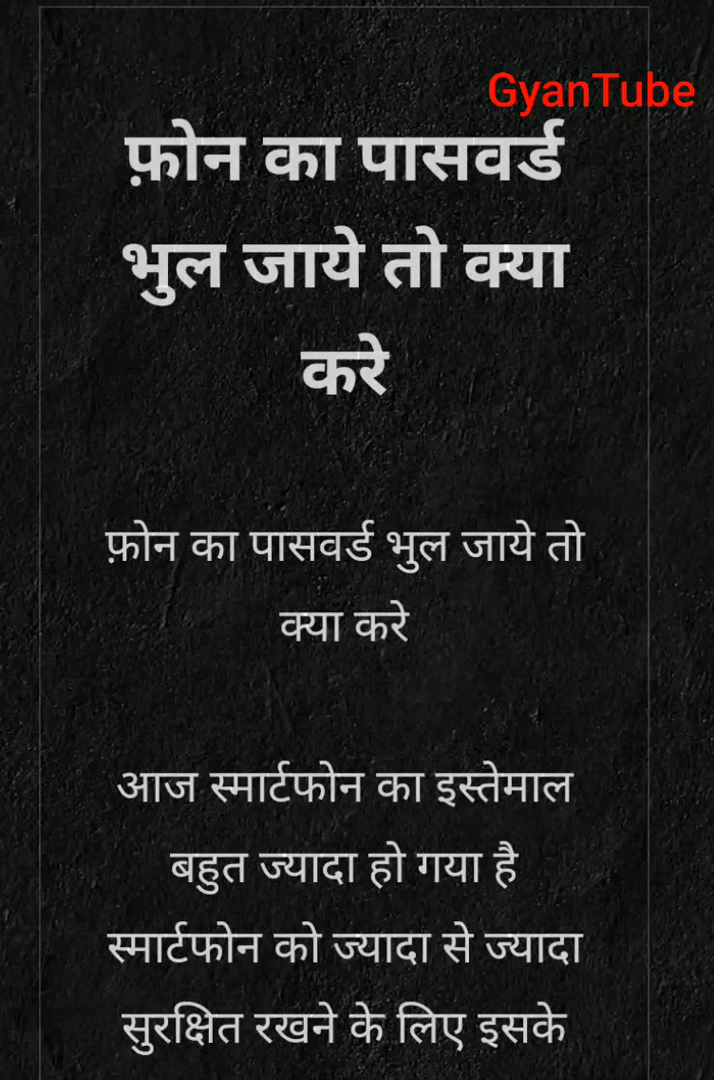 GyanTube
फ़ोन का पासवर्ड
भुल जाये तो क्या
करे
फ़ोन का पासवर्ड भुल जाये तो
क्या करे
आज स्मार्टफोन का इस्तेमाल
बहुत ज्यादा हो गया है
स्मार्टफोन को ज्यादा से ज्यादा
सुरक्षित रखने के लिए इसके